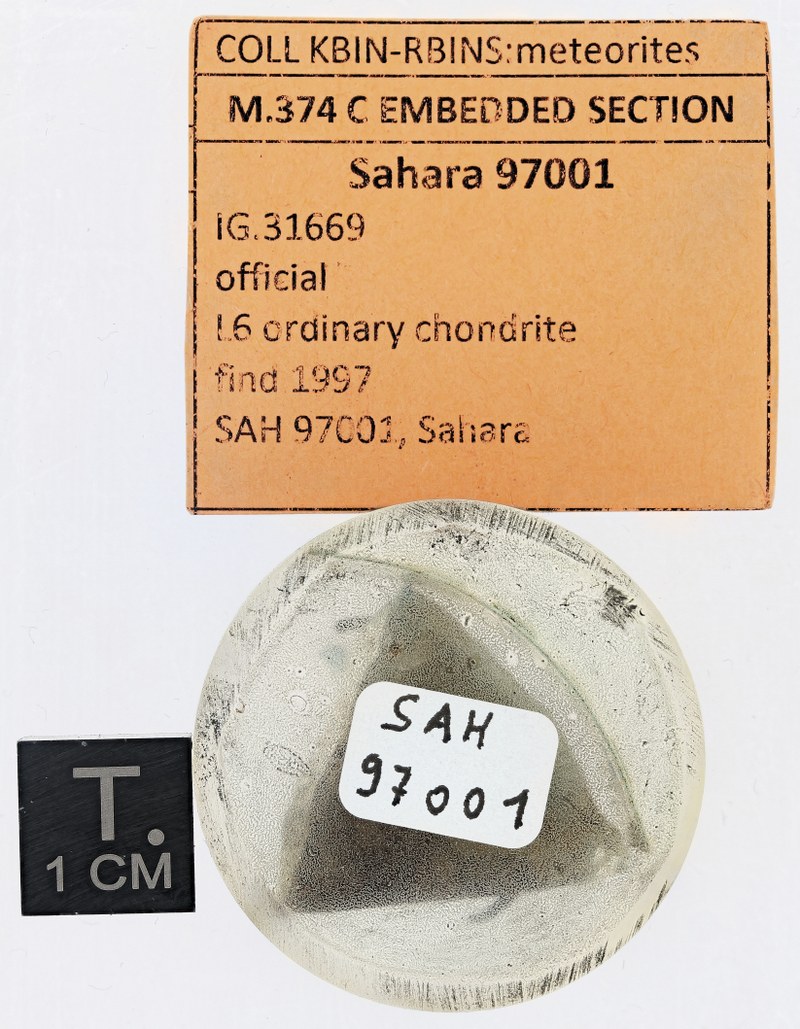 COLL KBIN-RBINS:meteorites
M.374 C EMBEDDED SECTION
Sahara 97001
IG.31669
official
L6 ordinary chondrite
find 1997
SAH 97001, Sahara
SAH
97001
T.
1 CM